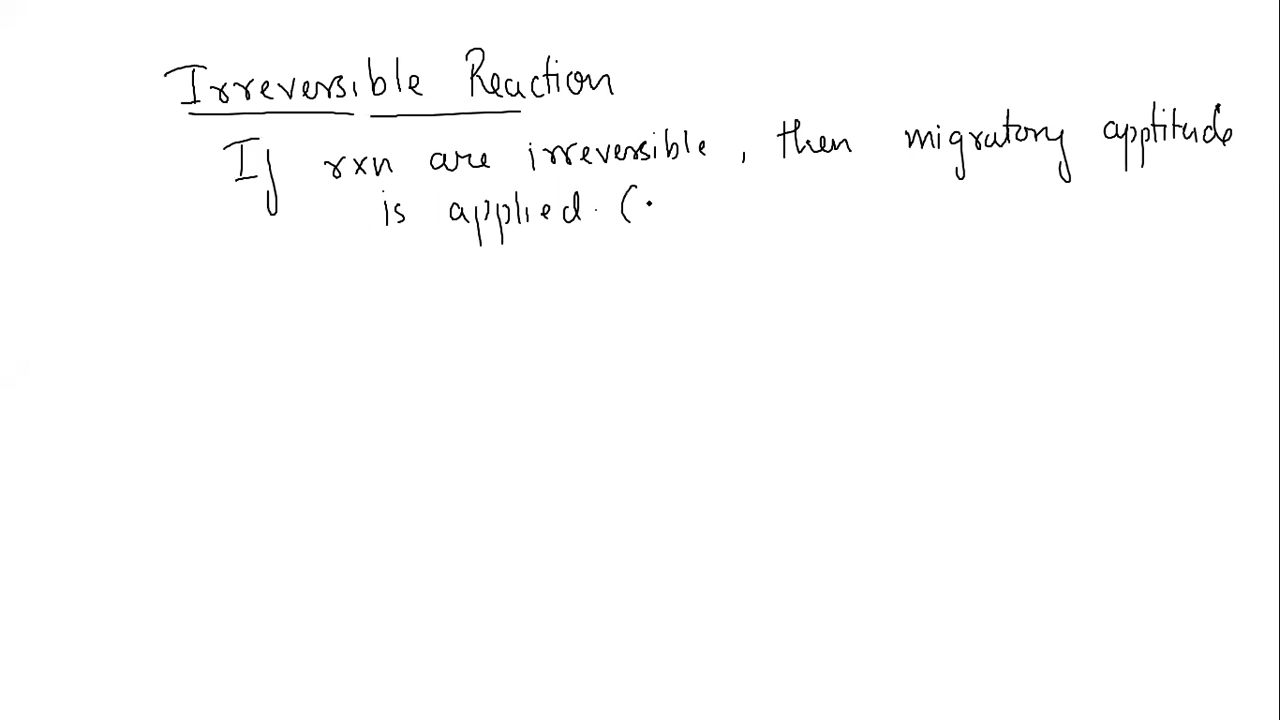 Irreversible Reaction
If rxn are irreversible, then migratory apptitude
is applied. (